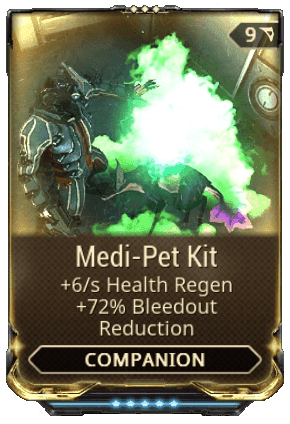 9
Medi-Pet Kit
+6/s Health Regen
+72% Bleedout
Reduction
COMPANION